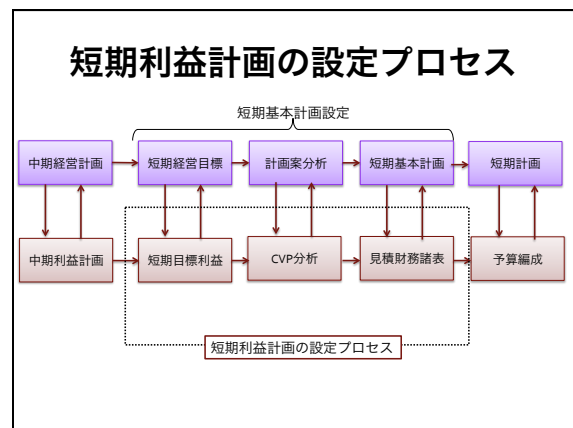 短期利益計画の設定プロセス
短期基本計画設定
中期経営計画
短期経営目標
計画案分析
短期基本計画
短期計画
中期利益計画
短期目標利益
CVP分析
見積財務諸表
予算編成
短期利益計画の設定プロセス